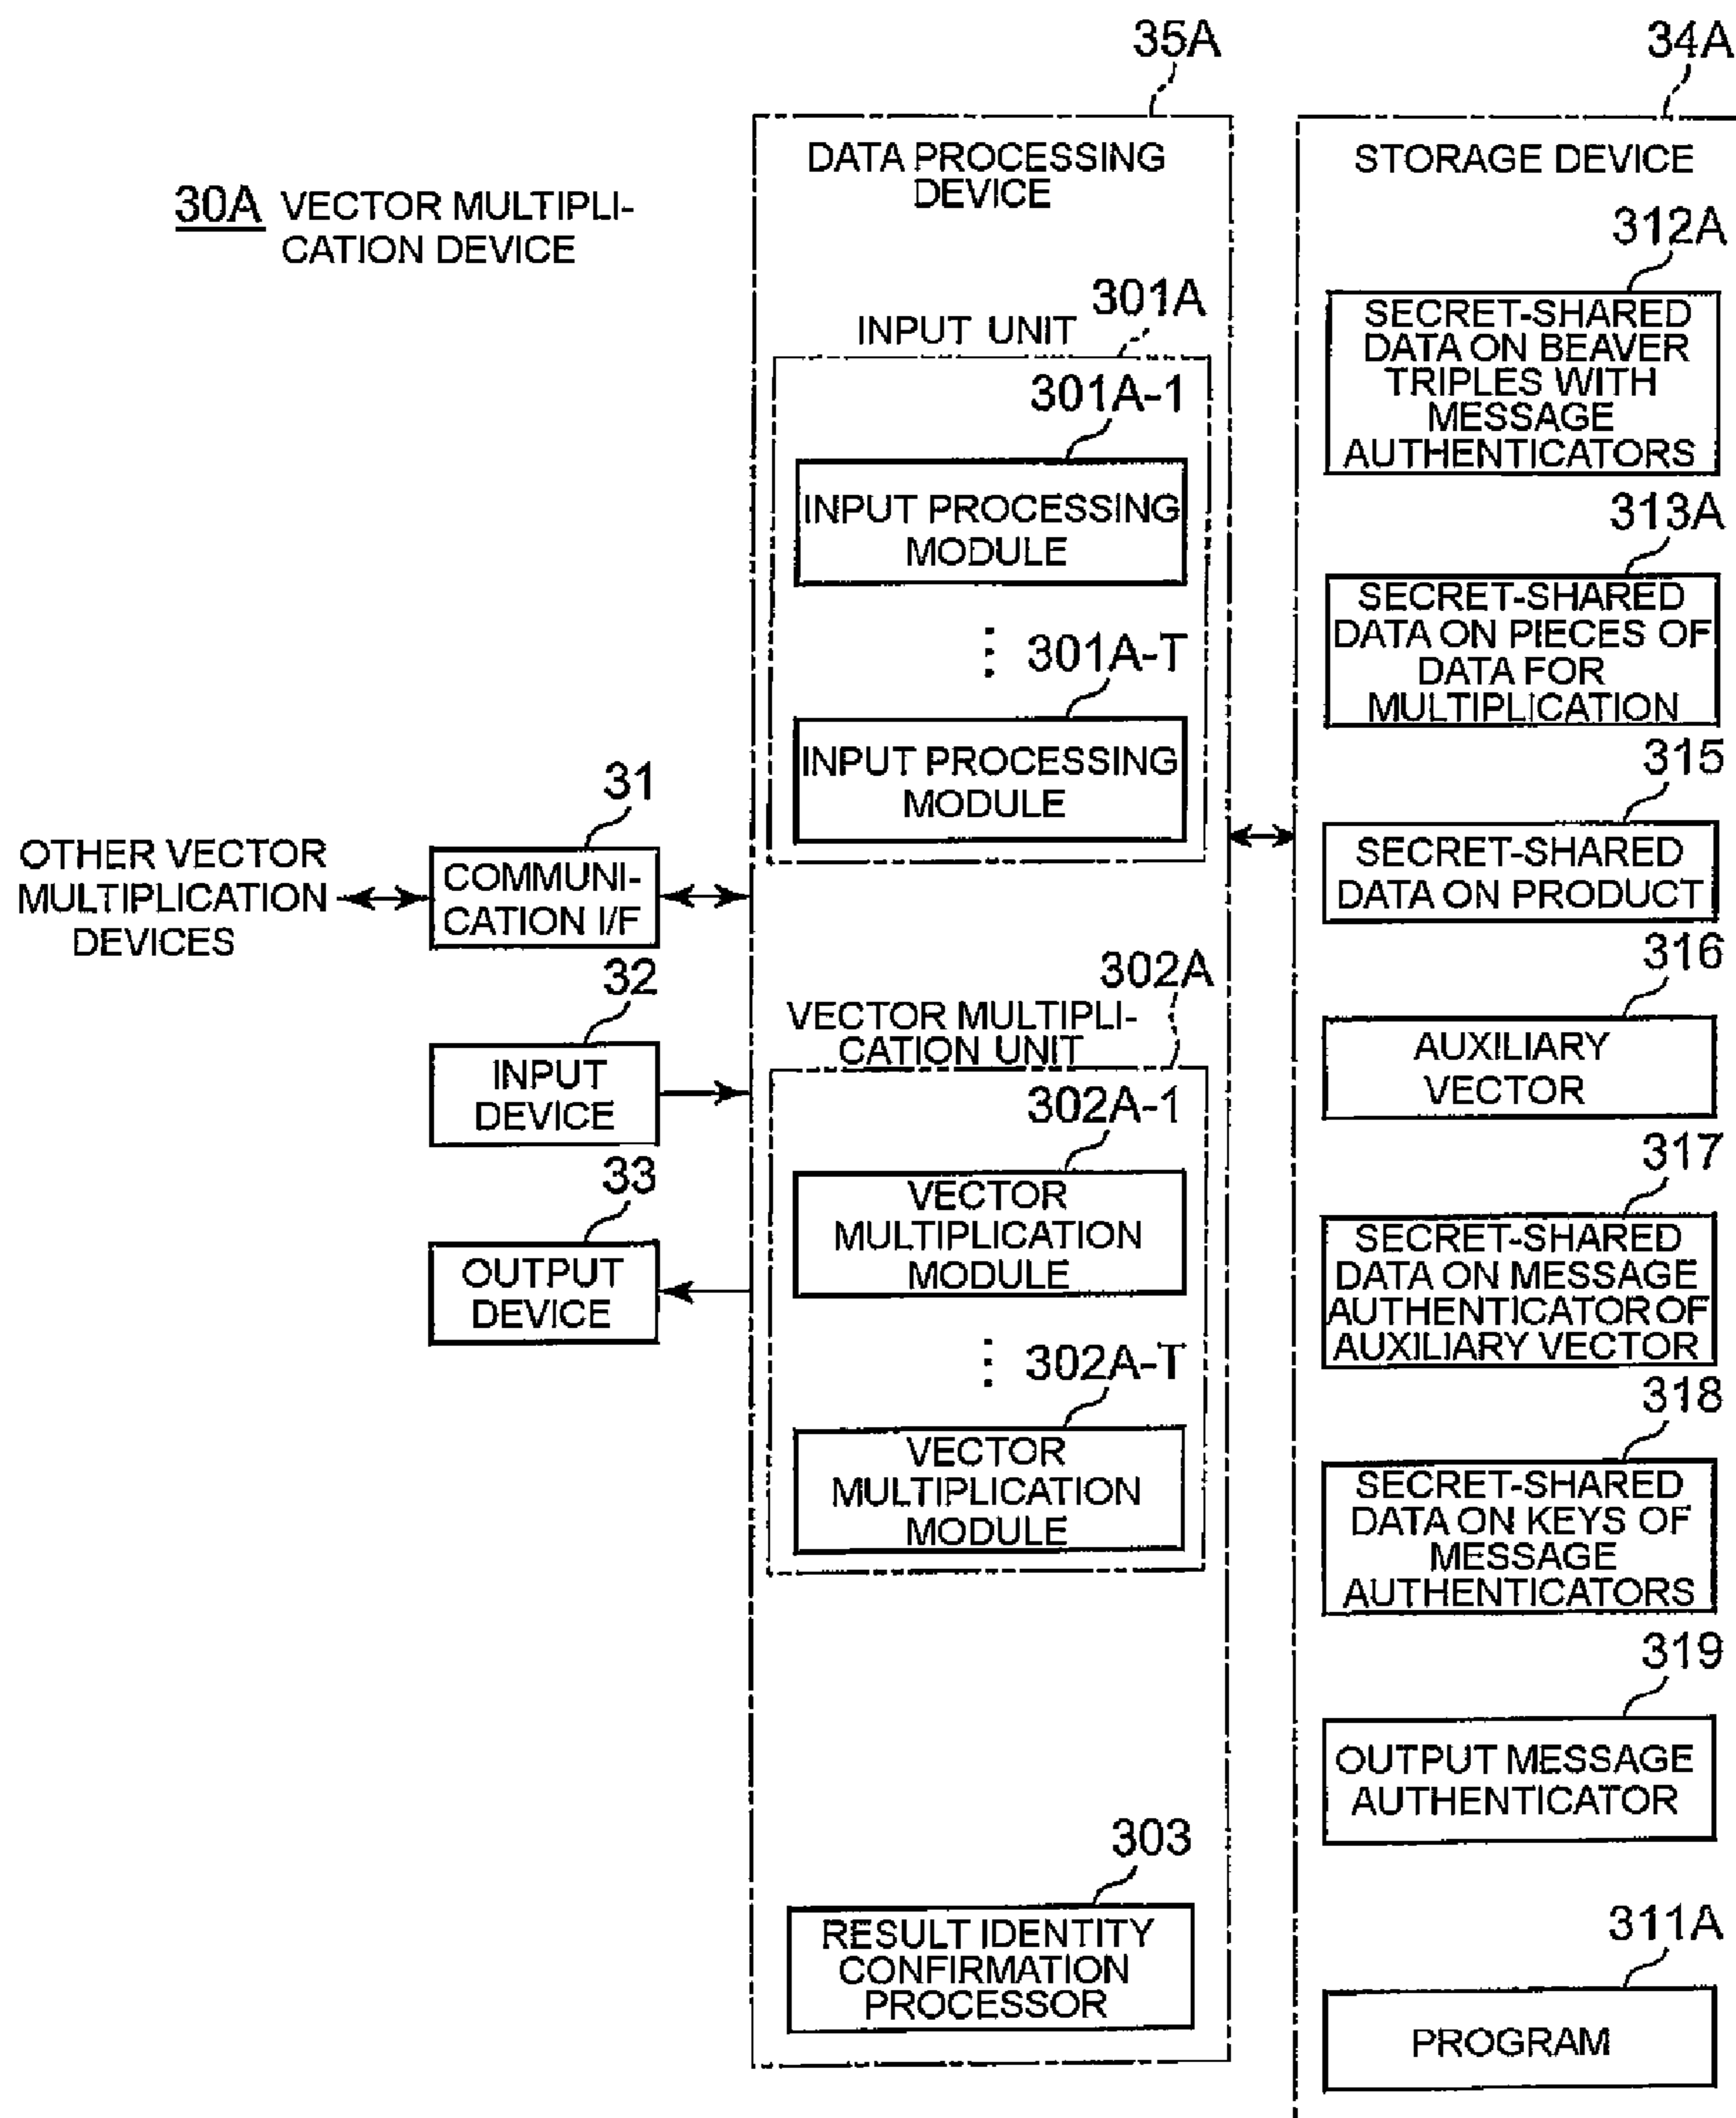 30A VECTOR MULTIPLI-
CATION DEVICE
OTHER VECTOR
MULTIPLICATION
DEVICES
31
COMMUNI-
CATION I/F
32
INPUT
DEVICE
33
OUTPUT
DEVICE
35A
DATA PROCESSING
DEVICE
301A
INPUT UNIT
301A-1
INPUT PROCESSING
MODULE
301A-T
INPUT PROCESSING
MODULE
302A
VECTOR MULTIPLI-
CATION UNIT
302A-1
VECTOR
MULTIPLICATION
MODULE
302A-T
VECTOR
MULTIPLICATION
MODULE
303
RESULT IDENTITY
CONFIRMATION
PROCESSOR
34A
STORAGE DEVICE
312A
SECRET-SHARED
DATA ON BEAVER
TRIPLES WITH
MESSAGE
AUTHENTICATORS
313A
SECRET-SHARED
DATA ON PIECES OF
DATA FOR
MULTIPLICATION
315
SECRET-SHARED
DATA ON PRODUCT
316
AUXILIARY
VECTOR
317
SECRET-SHARED
DATA ON MESSAGE
AUTHENTICATOR OF
AUXILIARY VECTOR
318
SECRET-SHARED
DATA ON KEYS OF
MESSAGE
AUTHENTICATORS
319
OUTPUT MESSAGE
AUTHENTICATOR
311A
PROGRAM